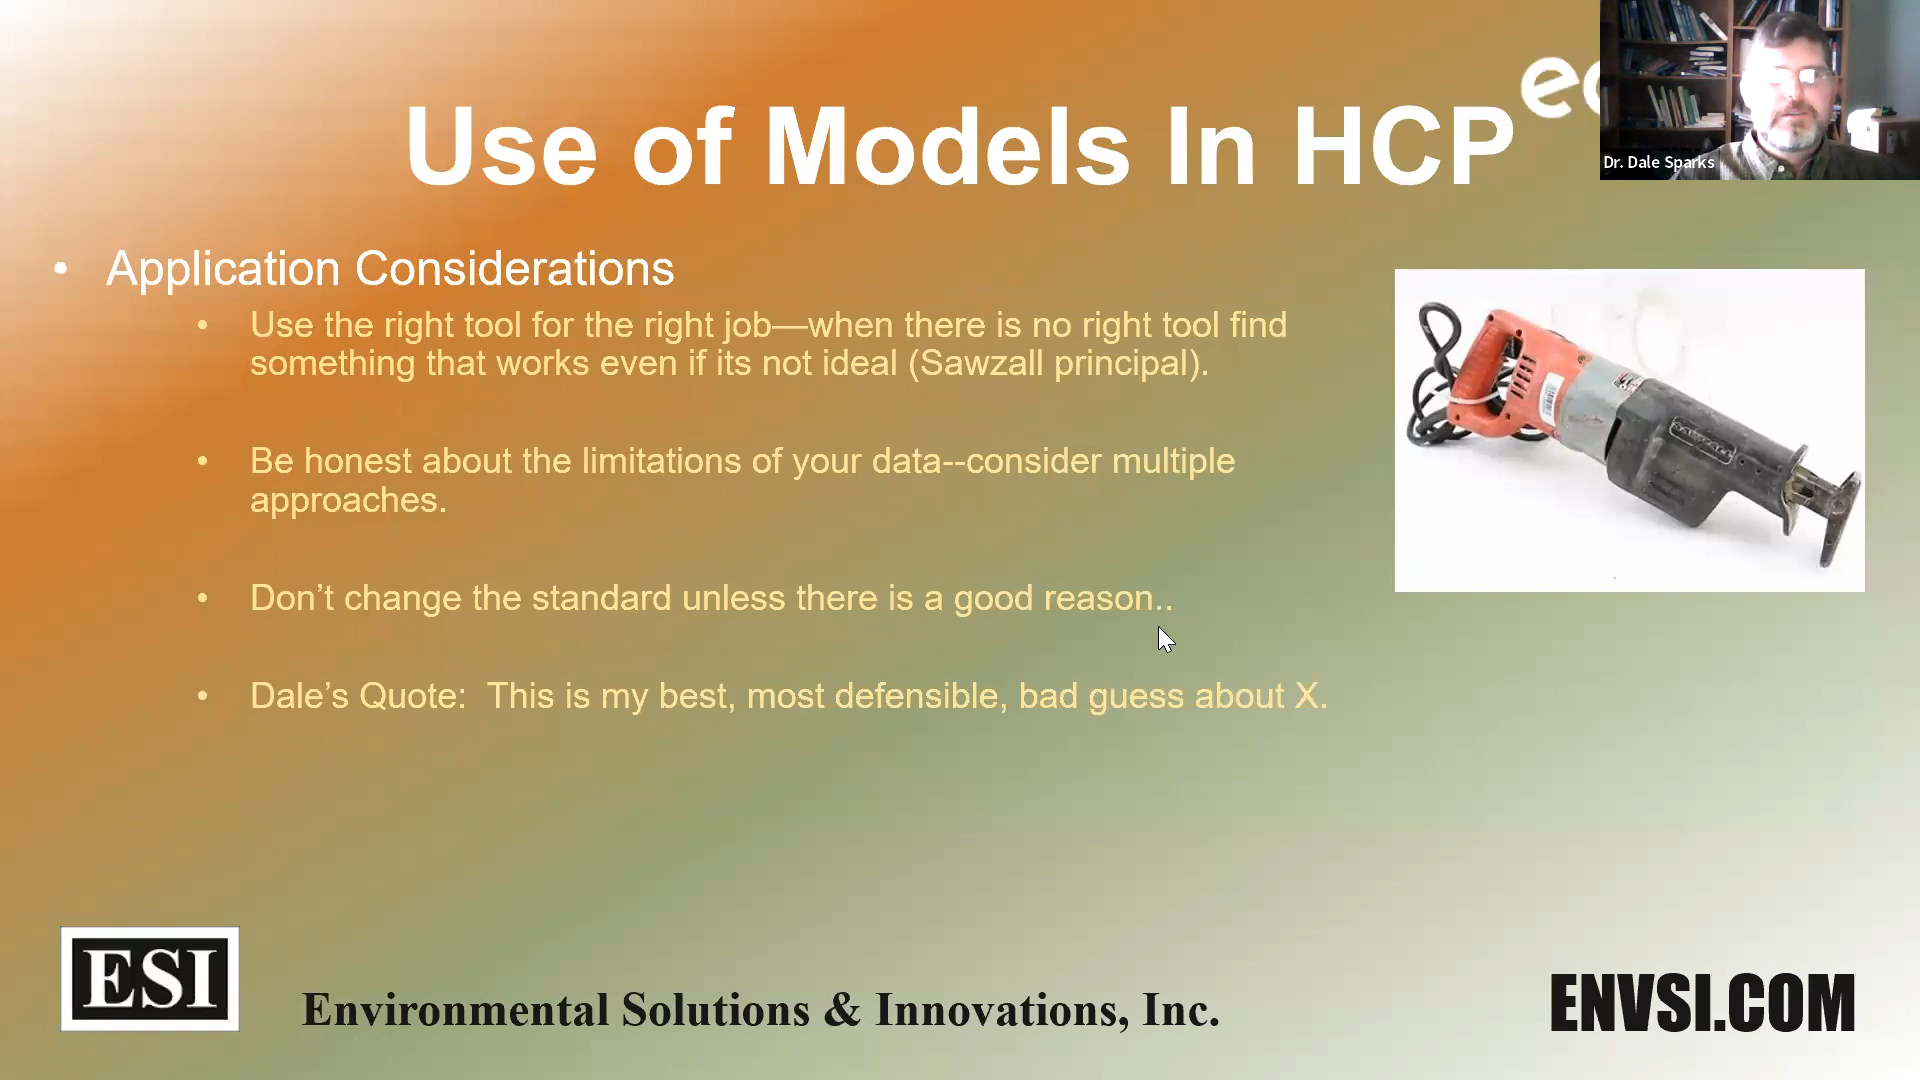 Use of Models In HCP
Dr. Dale Sparks
• Application Considerations
• Use the right tool for the right job—when there is no right tool find
something that works even if its not ideal (Sawzall principal).
• Be honest about the limitations of your data--consider multiple
approaches.
• Don’t change the standard unless there is a good reason..
• Dale’s Quote:  This is my best, most defensible, bad guess about X.
ESI
Environmental Solutions & Innovations, Inc.
ENVSI.COM